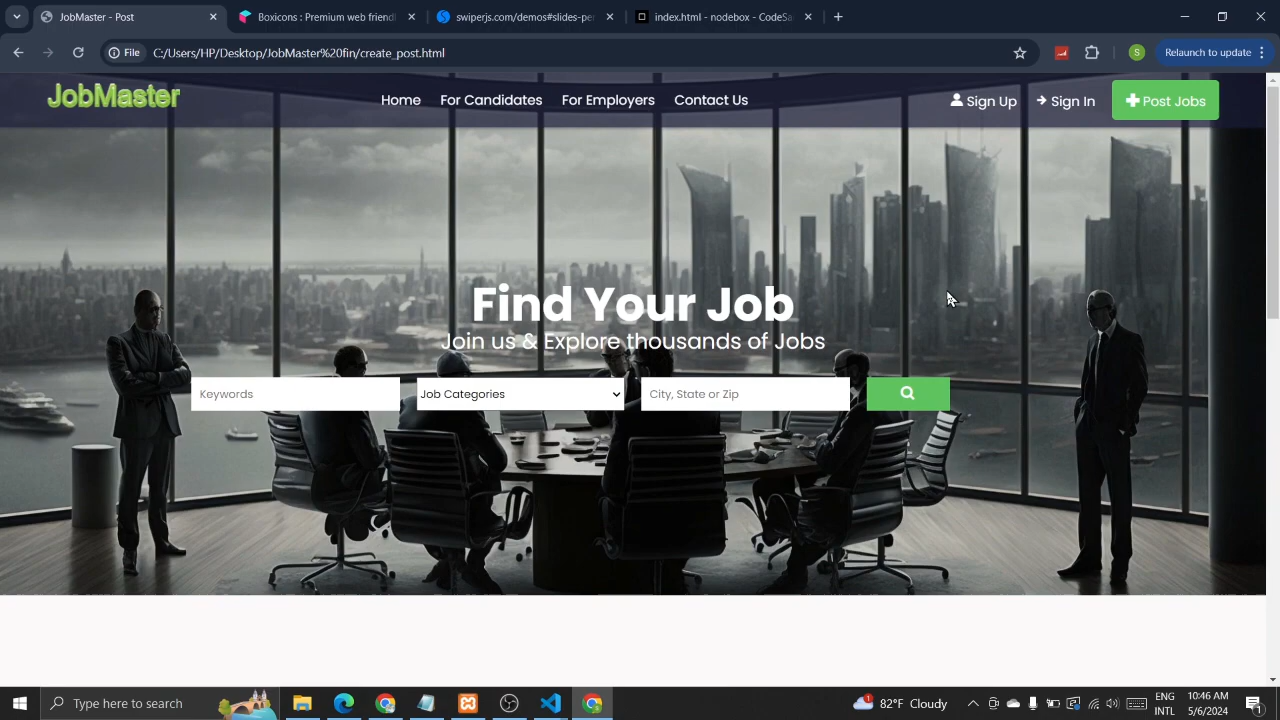 JobMaster - Post
Boxicons : Premium web friendl
swiperjs.com/demos#slides-per
index.html - nodebox - CodeSa
File
C:/Users/HP/Desktop/JobMaster%20fin/create_post.html
S
Relaunch to update
JobMaster
Home
For Candidates
For Employers
Contact Us
Sign Up
Sign In
Post Jobs
Find Your Job
Join us & Explore thousands of Jobs
Keywords
Job Categories
City, State or Zip
Type here to search
1
82°F Cloudy
ENG
INTL
10:46 AM
5/6/2024
1